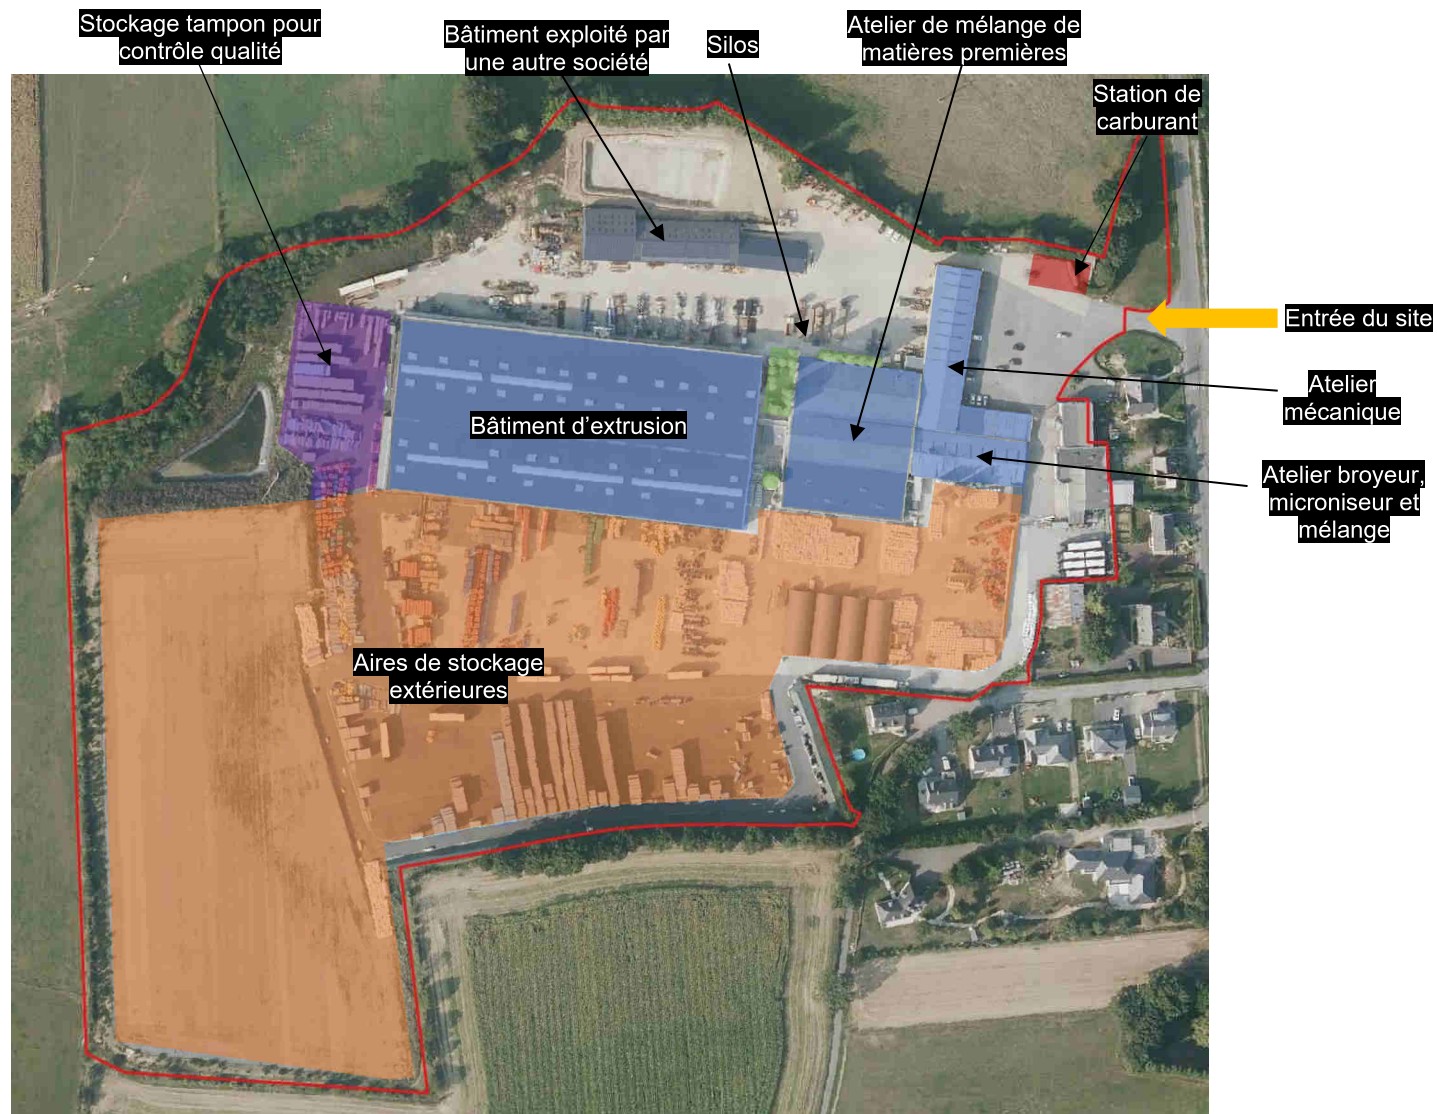 Stockage tampon pour
contrôle qualité
Bâtiment exploité par
une autre société
Silos
Atelier de mélange de
matières premières
Station de
carburant
Entrée du site
Atelier
mécanique
Bâtiment d’extrusion
Atelier broyeur,
microniseur et
mélange
Aires de stockage
extérieures